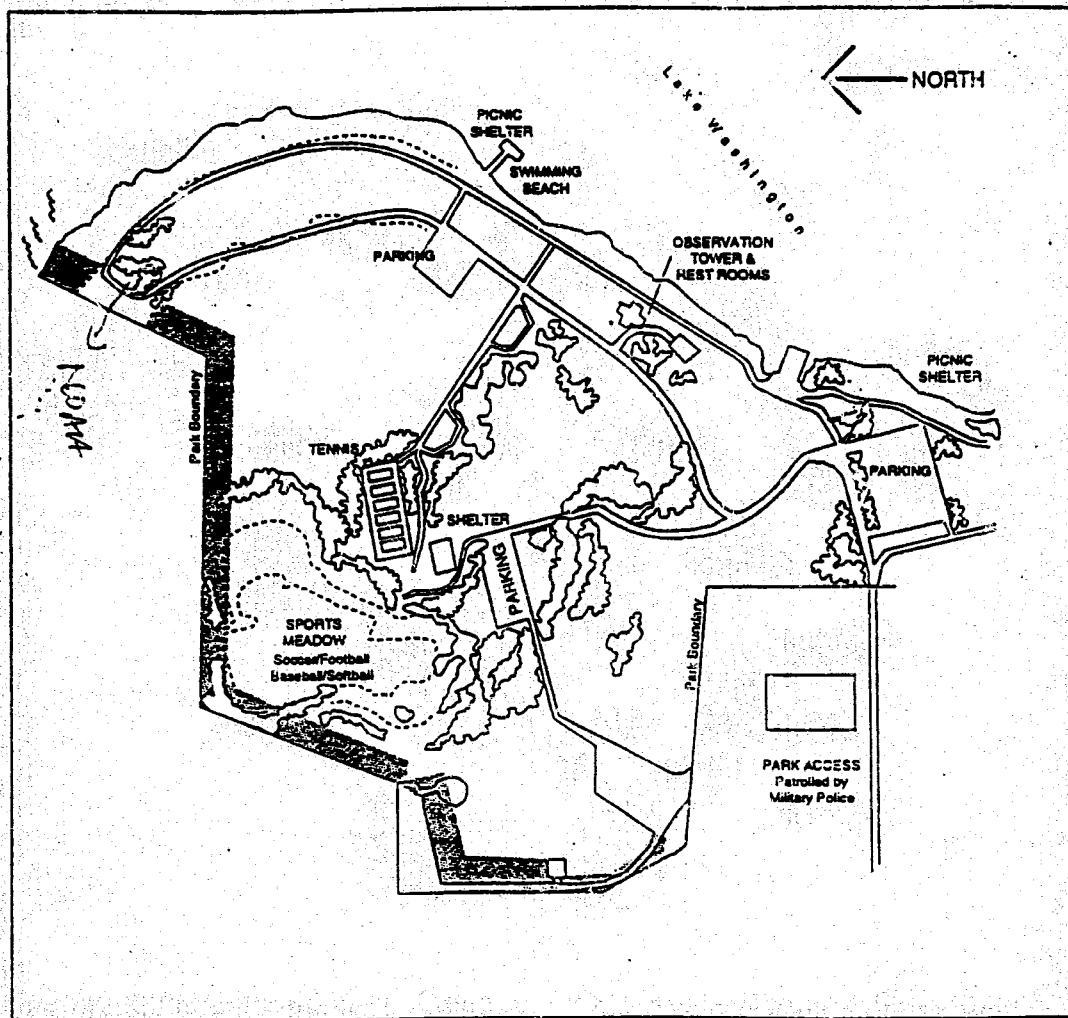 NORTH
Lake Washington
PICNIC
SHELTER
SWIMMING
BEACH
OBSERVATION
TOWER &
REST ROOMS
PARKING
PICNIC
SHELTER
NOAA
Park Boundary
TENNIS
PARKING
SHELTER
PARKING
SPORTS
MEADOW
Soccer/Football
Baseball/Softball
Park Boundary
PARK ACCESS
Patrolled by
Military Police